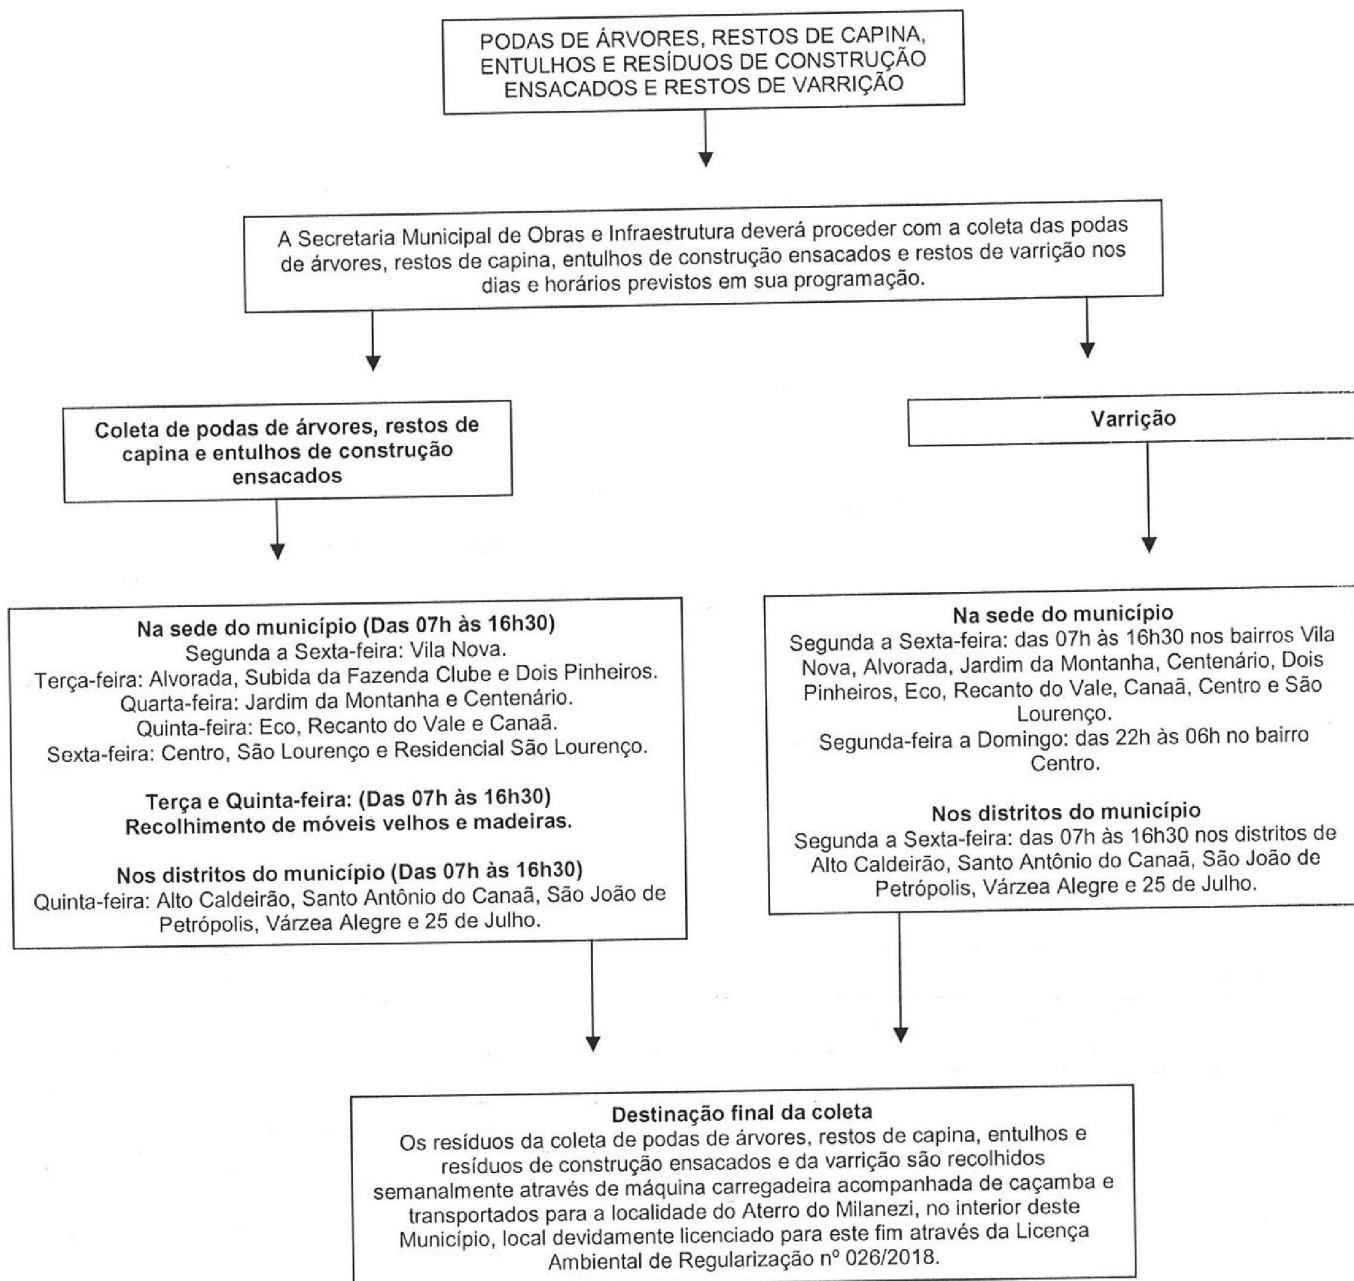 PODAS DE ÁRVORES, RESTOS DE CAPINA,
ENTULHOS E RESÍDUOS DE CONSTRUÇÃO
ENSACADOS E RESTOS DE VARRIÇÃO
A Secretaria Municipal de Obras e Infraestrutura deverá proceder com a coleta das podas
de árvores, restos de capina, entulhos de construção ensacados e restos de varrição nos
dias e horários previstos em sua programação.
Coleta de podas de árvores, restos de
capina e entulhos de construção
ensacados
Varrição
Na sede do município (Das 07h às 16h30)
Segunda a Sexta-feira: Vila Nova.
Terça-feira: Alvorada, Subida da Fazenda Clube e Dois Pinheiros.
Quarta-feira: Jardim da Montanha e Centenário.
Quinta-feira: Eco, Recanto do Vale e Canaã.
Sexta-feira: Centro, São Lourenço e Residencial São Lourenço.
Terça e Quinta-feira: (Das 07h às 16h30)
Recolhimento de móveis velhos e madeiras.
Nos distritos do município (Das 07h às 16h30)
Quinta-feira: Alto Caldeirão, Santo Antônio do Canaã, São João de
Petrópolis, Várzea Alegre e 25 de Julho.
Na sede do município
Segunda a Sexta-feira: das 07h às 16h30 nos bairros Vila
Nova, Alvorada, Jardim da Montanha, Centenário, Dois
Pinheiros, Eco, Recanto do Vale, Canaã, Centro e São
Lourenço.
Segunda-feira a Domingo: das 22h às 06h no bairro
Centro.
Nos distritos do município
Segunda a Sexta-feira: das 07h às 16h30 nos distritos de
Alto Caldeirão, Santo Antônio do Canaã, São João de
Petrópolis, Várzea Alegre e 25 de Julho.
Destinação final da coleta
Os resíduos da coleta de podas de árvores, restos de capina, entulhos e
resíduos de construção ensacados e da varrição são recolhidos
semanalmente através de máquina carregadeira acompanhada de caçamba e
transportados para a localidade do Aterro do Milanezi, no interior deste
Município, local devidamente licenciado para este fim através da Licença
Ambiental de Regularização nº 026/2018.